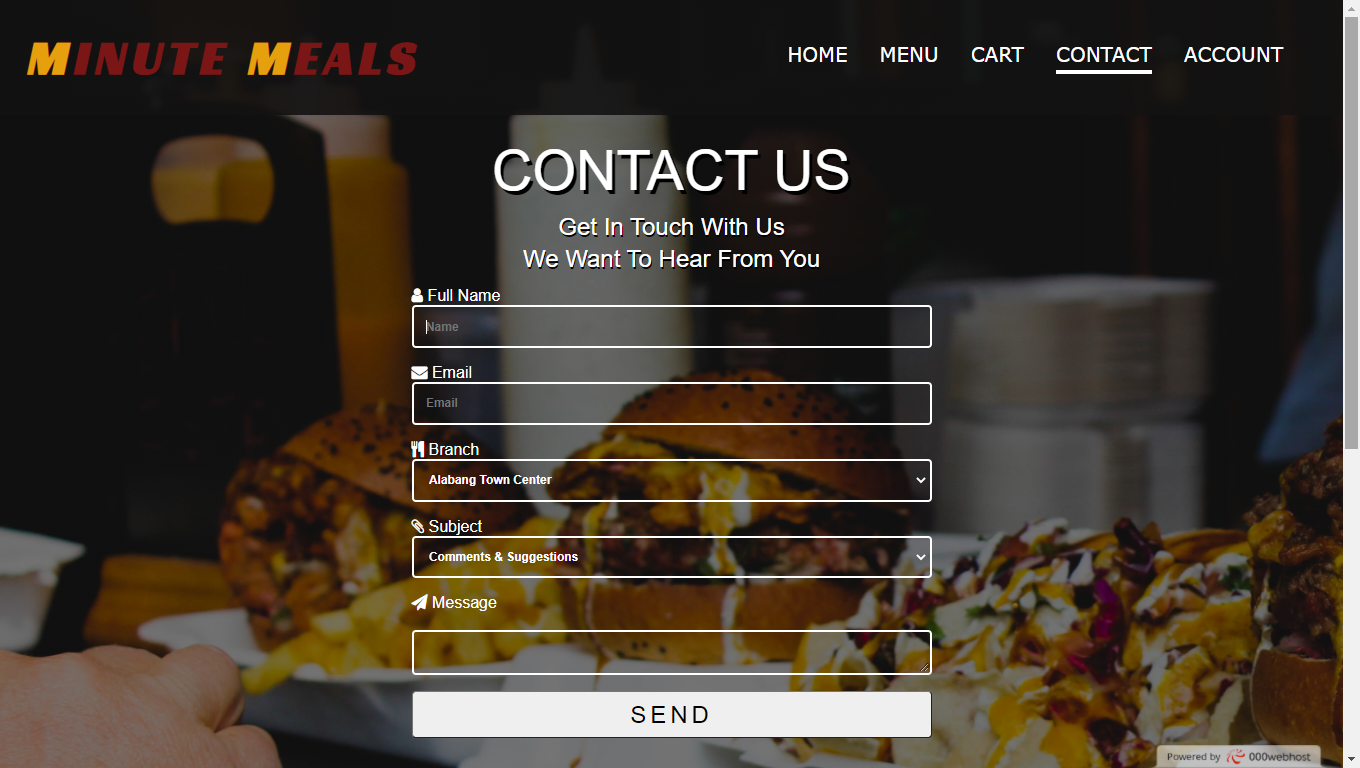 MINUTE MEALS
HOME MENU CART CONTACT ACCOUNT
CONTACT US
Get In Touch With Us
We Want To Hear From You
Full Name
Name
Email
Email
Branch
Alabang Town Center
Subject
Comments & Suggestions
Message
SEND
Powered by 000webhost